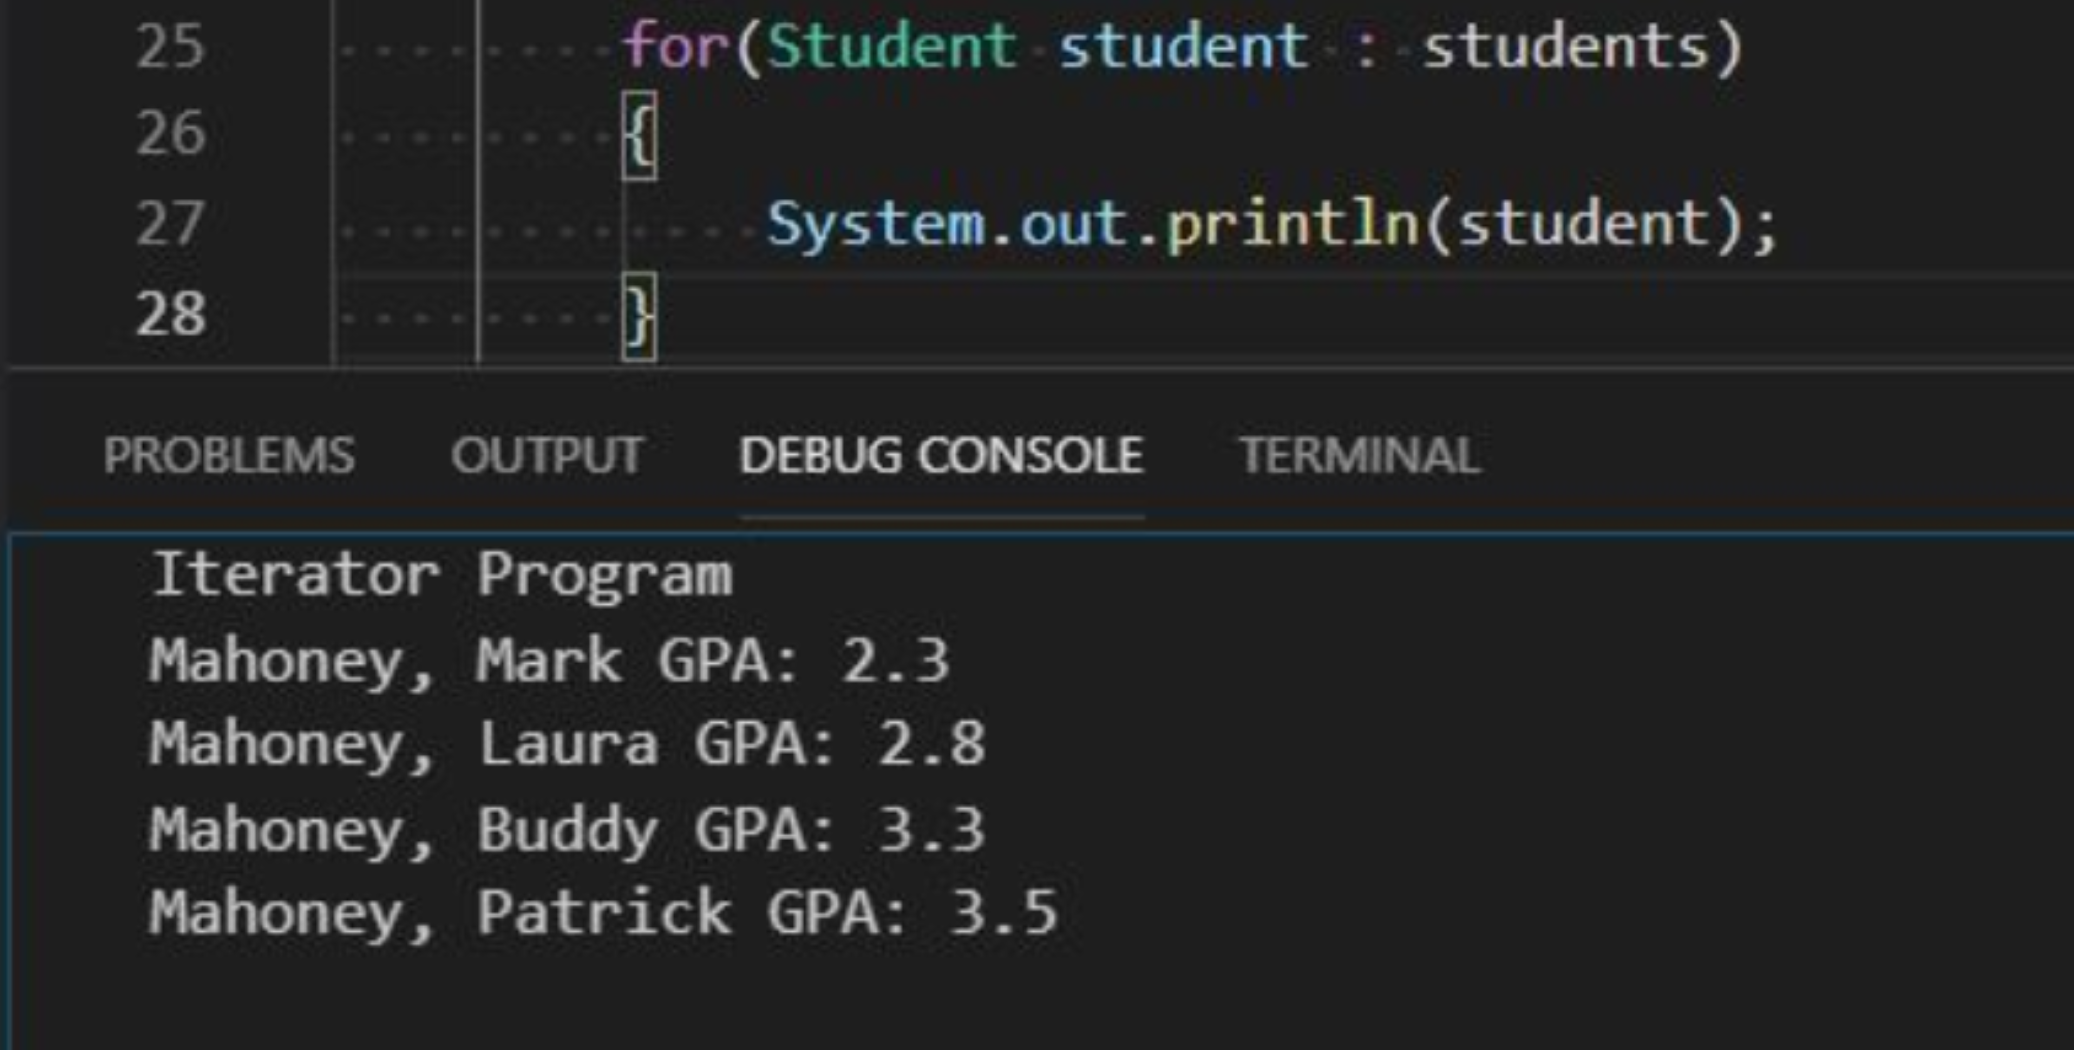 25 for(Student student : students)
26 {
27 System.out.println(student);
28 }
PROBLEMS OUTPUT DEBUG CONSOLE TERMINAL
Iterator Program
Mahoney, Mark GPA: 2.3
Mahoney, Laura GPA: 2.8
Mahoney, Buddy GPA: 3.3
Mahoney, Patrick GPA: 3.5